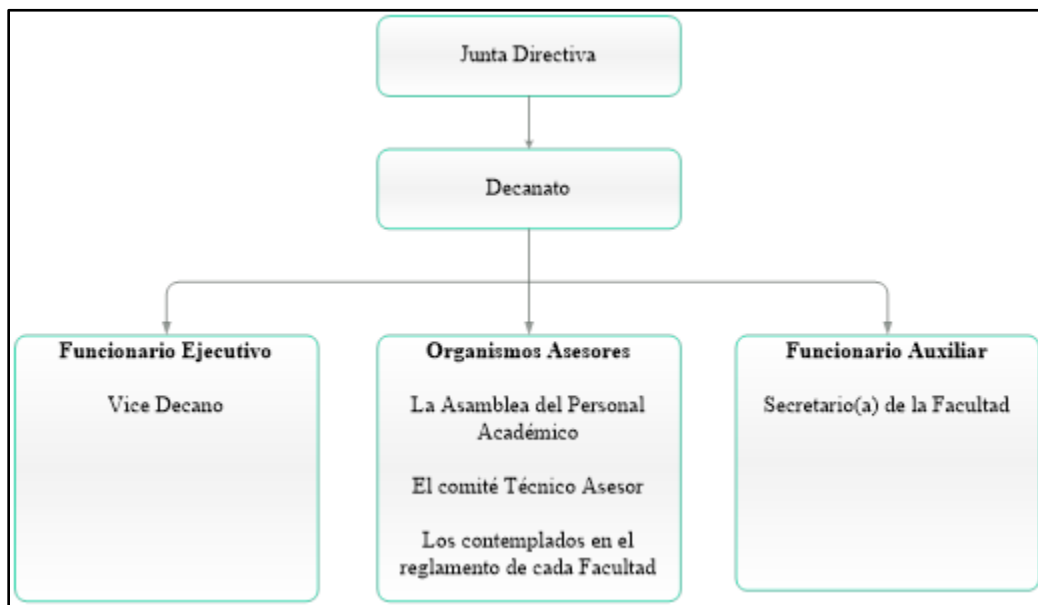 Junta Directiva
Decanato
Funcionario Ejecutivo
Vice Decano
Organismos Asesores
La Asamblea del Personal
Académico
El comité Técnico Asesor
Los contemplados en el
reglamento de cada Facultad
Funcionario Auxiliar
Secretario(a) de la Facultad